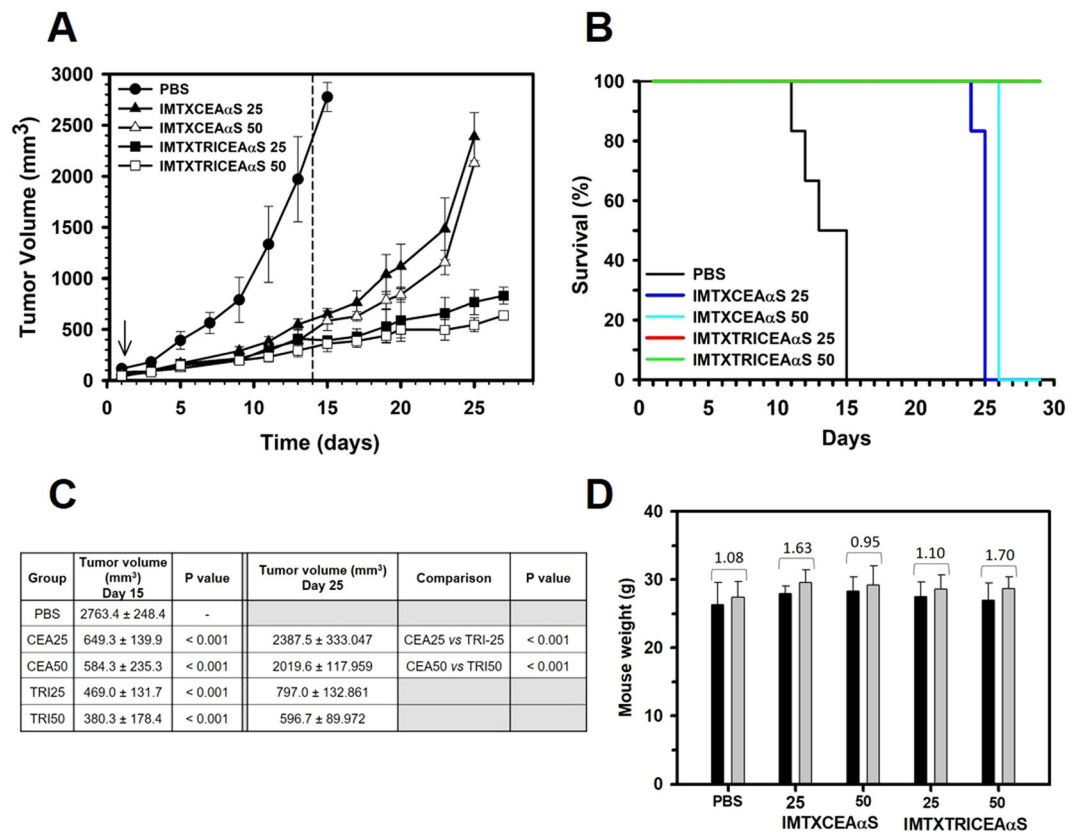 A
3000
2500
2000
1500
1000
500
0
Tumor Volume (mm³)
PBS
IMTXCEAαS 25
IMTXCEAαS 50
IMTXTRICEAαS 25
IMTXTRICEAαS 50
0 5 10 15 20 25
Time (days)
B
100
80
60
40
20
0
Survival (%)
PBS
IMTXCEAαS 25
IMTXCEAαS 50
IMTXTRICEAαS 25
IMTXTRICEAαS 50
0 5 10 15 20 25 30
Days
C
Group Tumor volume (mm³) Day 15 P value Tumor volume (mm³) Day 25 Comparison P value
PBS 2763.4 ± 248.4 -
CEA25 649.3 ± 139.9 < 0.001 2387.5 ± 333.047 CEA25 vs TRI-25 < 0.001
CEA50 584.3 ± 235.3 < 0.001 2019.6 ± 117.959 CEA50 vs TRI50 < 0.001
TRI25 469.0 ± 131.7 < 0.001 797.0 ± 132.861
TRI50 380.3 ± 178.4 < 0.001 596.7 ± 89.972
D
40
30
20
10
0
Mouse weight (g)
1.08 1.63 0.95 1.10 1.70
PBS 25 50 25 50
IMTXCEAαS IMTXTRICEAαS